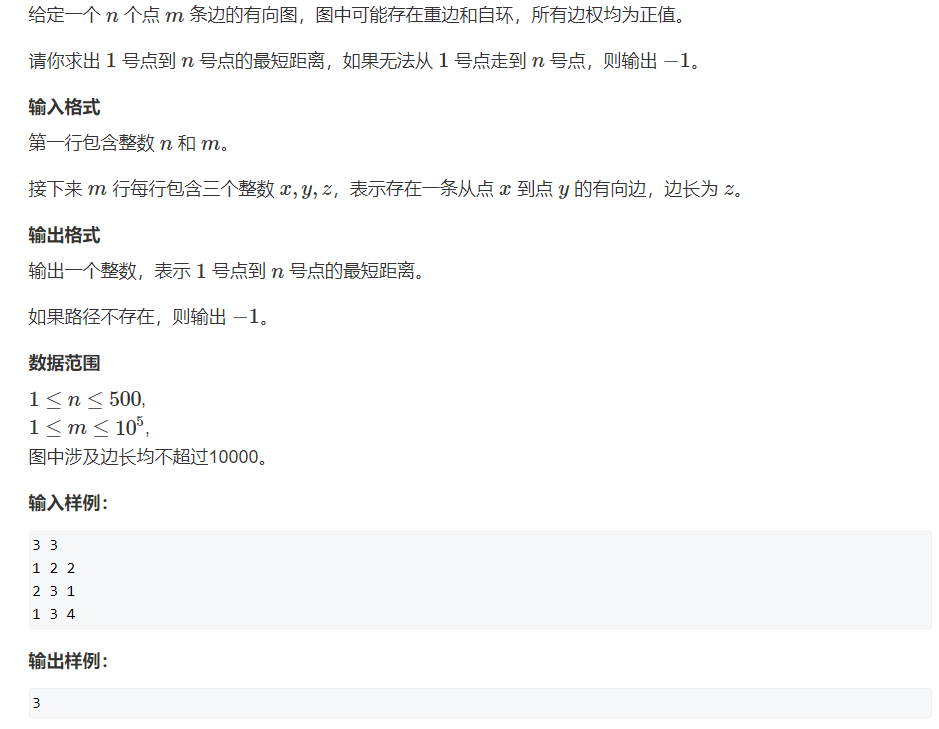 给定一个 n 个点 m 条边的有向图，图中可能存在重边和自环，所有边权均为正值。
请你求出 1 号点到 n 号点的最短距离，如果无法从 1 号点走到 n 号点，则输出 −1。
输入格式
第一行包含整数 n 和 m。
接下来 m 行每行包含三个整数 x, y, z，表示存在一条从点 x 到点 y 的有向边，边长为 z。
输出格式
输出一个整数，表示 1 号点到 n 号点的最短距离。
如果路径不存在，则输出 −1。
数据范围
1 ≤ n ≤ 500,
1 ≤ m ≤ 10⁵,
图中涉及边长均不超过10000。
输入样例：
3 3
1 2 2
2 3 1
1 3 4
输出样例：
3